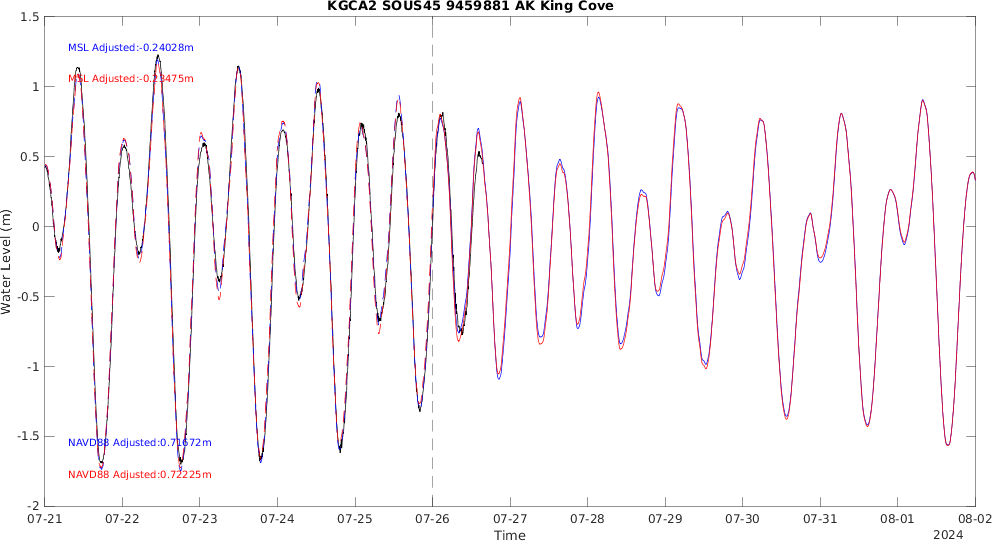 KGCA2 SOUS45 9459881 AK King Cove
1.5
MSL Adjusted:-0.24028m
MSL Adjusted:-0.23475m
1
0.5
0
-0.5
-1
-1.5
-2
Water Level (m)
NAVD88 Adjusted:0.71672m
NAVD88 Adjusted:0.72225m
07-21 07-22 07-23 07-24 07-25 07-26 07-27 07-28 07-29 07-30 07-31 08-01 08-02
Time
2024